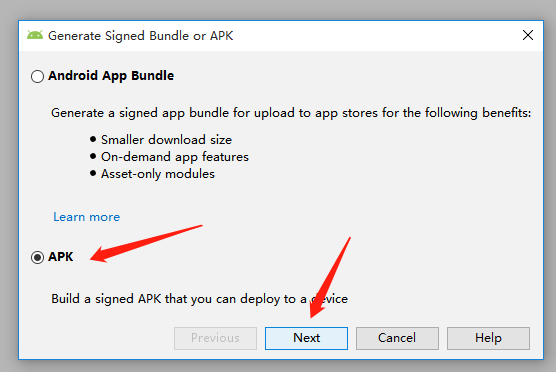 Generate Signed Bundle or APK
Android App Bundle
Generate a signed app bundle for upload to app stores for the following benefits:
Smaller download size
On-demand app features
Asset-only modules
Learn more
APK
Build a signed APK that you can deploy to a device
Previous Next Cancel Help